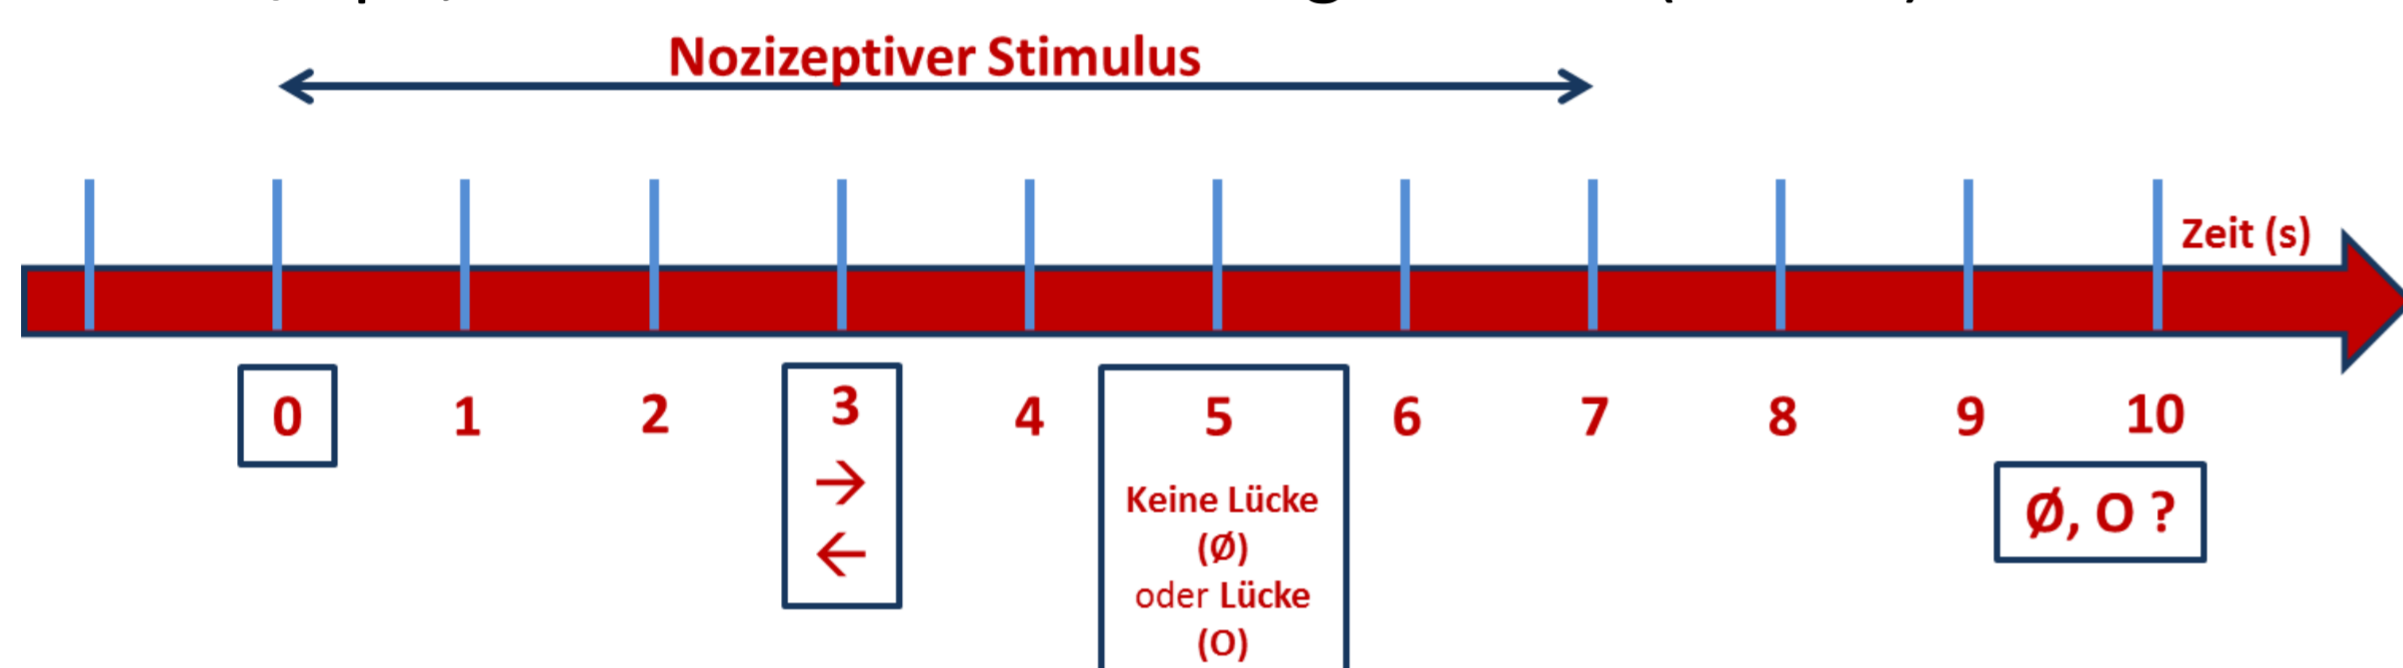 Nozizeptiver Stimulus
Zeit (s)
0 1 2 3 4 5 6 7 8 9 10
→
←
Keine Lücke
(Ø)
oder Lücke
(O)
Ø, O ?